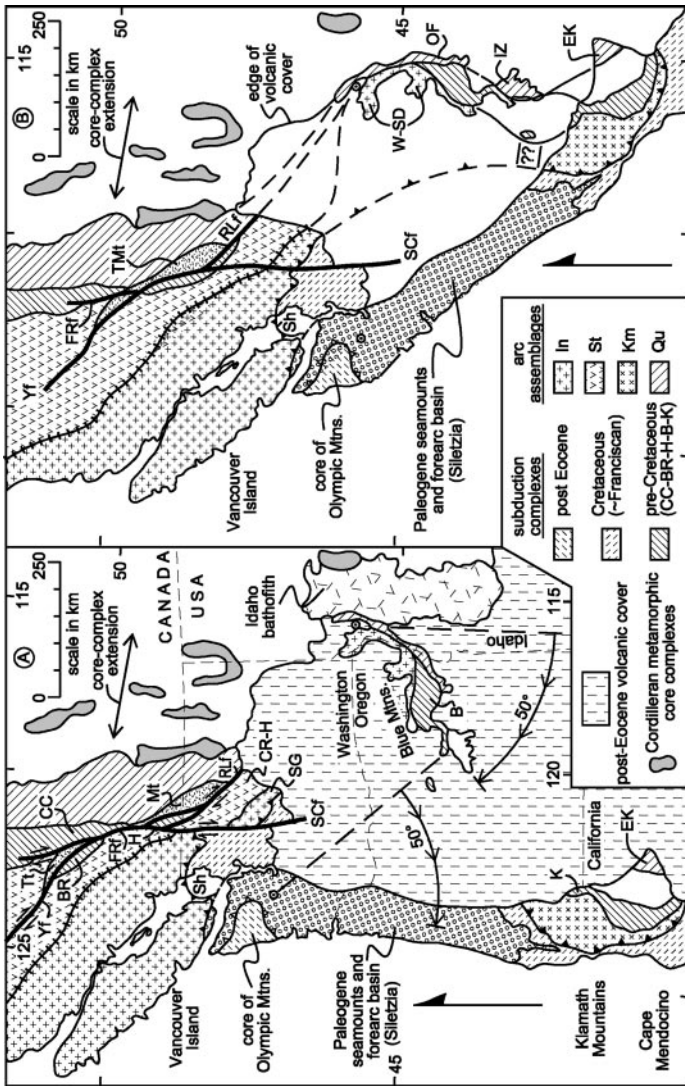 A
115
250
scale in km
0
core-complex
extension
50
CANADA
USA
Idaho
batholith
125
Yf
Tt
BR
CC
FRf
H
Mt
RLf
CR-H
SG
SCf
Sh
Vancouver
Island
core of
Olympic Mtns.
Washington
Oregon
Blue Mtns.
B
Idaho
50°
50°
115
120
45
Paleogene
seamounts and
forearc basin
(Siletzia)
K
California
EK
Klamath
Mountains
Cape
Mendocino
B
115
250
scale in km
0
core-complex
extension
50
edge of
volcanic
cover
45
OF
IZ
EK
W-SD
??
TMt
RLf
SCf
FRf
Yf
Sh
Vancouver
Island
core of
Olympic Mtns.
Paleogene seamounts
and forearc basin
(Siletzia)
post-Eocene volcanic cover
Cordilleran metamorphic
core complexes
subduction
complexes
post Eocene
Cretaceous
(~Franciscan)
pre-Cretaceous
(CC-BR-H-B-K)
arc
assemblages
In
St
Km
Qu